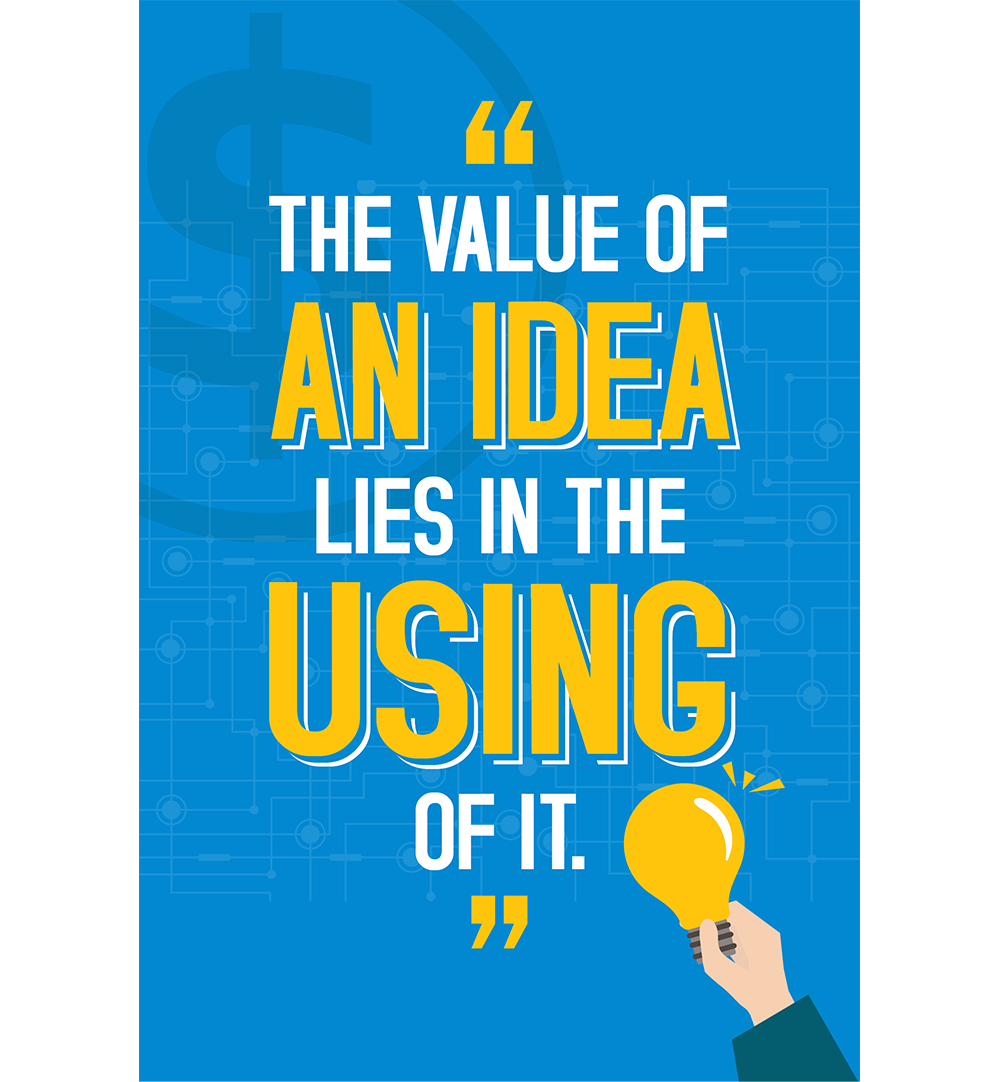 “
THE VALUE OF
AN IDEA
LIES IN THE
USING
OF IT.
”